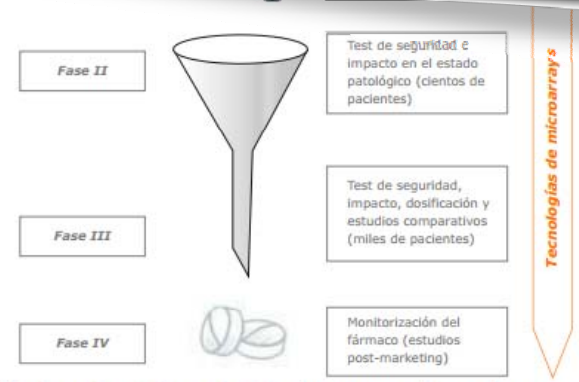 Fase II
Test de seguridad e
impacto en el estado
patológico (cientos de
pacientes)
Fase III
Test de seguridad,
impacto, dosificación y
estudios comparativos
(miles de pacientes)
Fase IV
Monitorización del
fármaco (estudios
post-marketing)
Tecnologías de microarrays